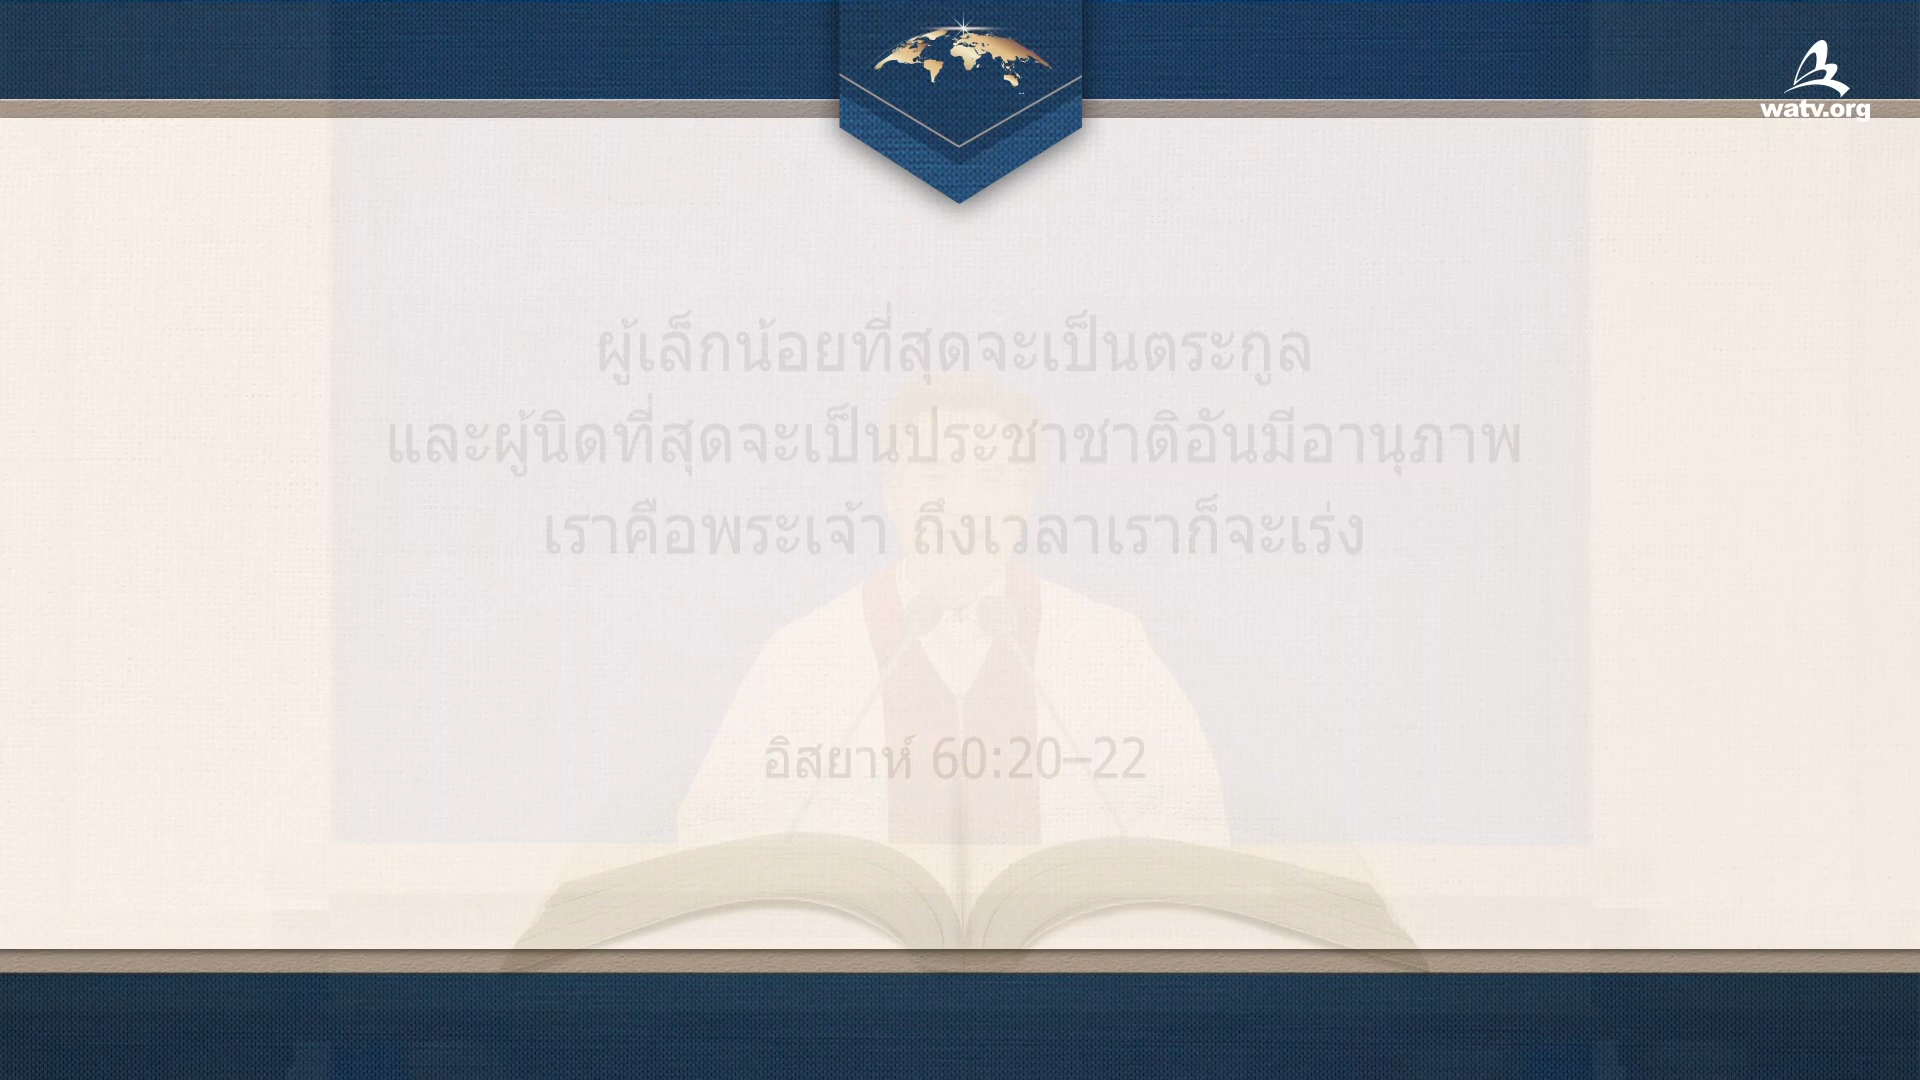 watv.org
ผู้เล็กน้อยที่สุดจะเป็นตระกูล
และผู้นิดที่สุดจะเป็นประชาชาติอันมีอานุภาพ
เราคือพระเจ้า ถึงเวลาเราก็จะเร่ง
อิสยาห์ 60:20–22